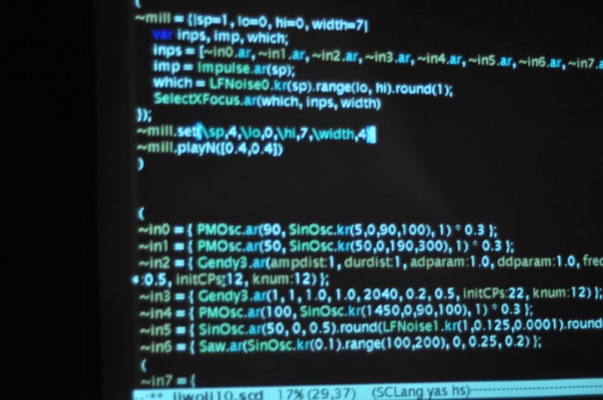 (
~mill = {|sp=1, lo=0, hi=0, width=7|
var inps, imp, which;
inps = [~in0.ar, ~in1.ar, ~in2.ar, ~in3.ar, ~in4.ar, ~in5.ar, ~in6.ar, ~in7.a
imp = Impulse.ar(sp);
which = LFNoise0.kr(sp).range(lo, hi).round(1);
SelectXFocus.ar(which, inps, width)
});
~mill.set(\sp,4,\lo,0,\hi,7,\width,4)
~mill.playN([0.4,0.4])
)
(
~in0 = { PMOsc.ar(90, SinOsc.kr(5,0,90,100), 1) * 0.3 };
~in1 = { PMOsc.ar(50, SinOsc.kr(50,0,190,300), 1) * 0.3 };
~in2 = { Gendy3.ar(ampdist:1, durdist:1, adparam:1.0, ddparam:1.0, freq
:0.5, initCPs:12, knum:12) };
~in3 = { Gendy3.ar(1, 1, 1.0, 1.0, 2040, 0.2, 0.5, initCPs:22, knum:12) };
~in4 = { PMOsc.ar(100, SinOsc.kr(1450,0,90,100), 1) * 0.3 };
~in5 = { SinOsc.ar(50, 0, 0.5).round(LFNoise1.kr(1,0.125,0.0001).round
~in6 = { Saw.ar(SinOsc.kr(0.1).range(100,200), 0, 0.25, 0.2) };
(
~in7 = {
-:** liwoli10.scd 17% (29,37) (SCLang yas hs)